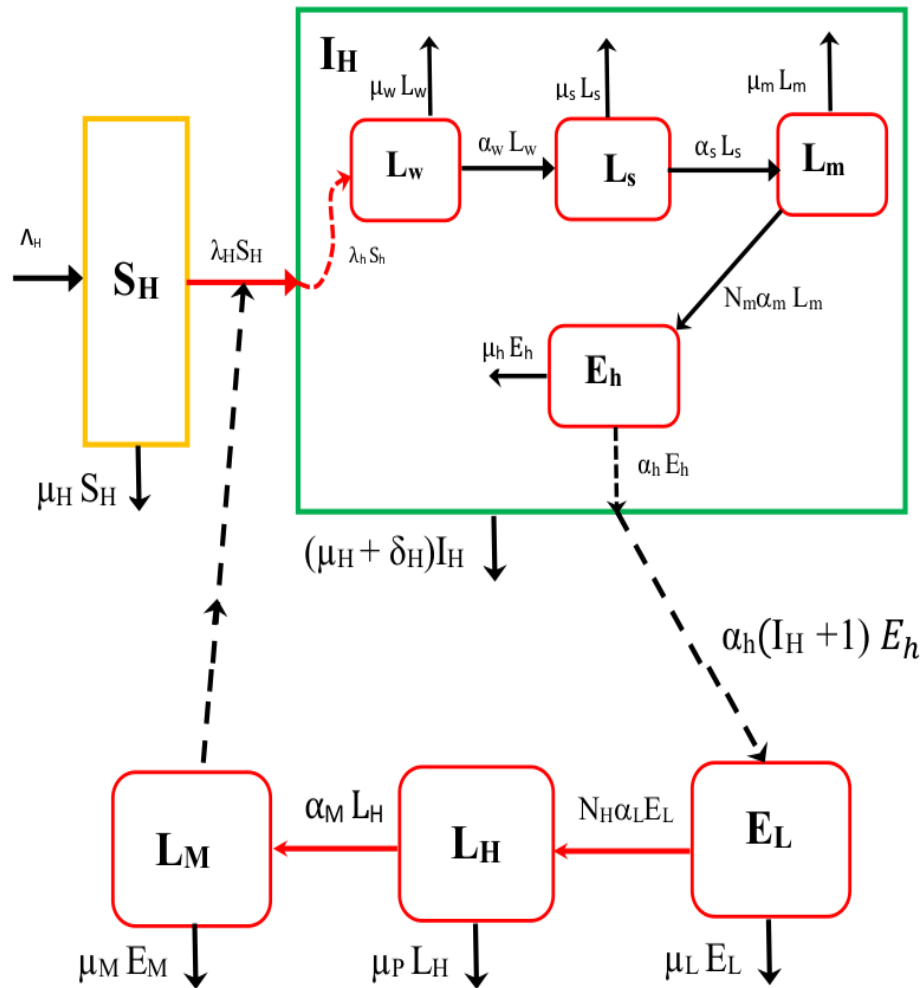 I_H
μ_w L_w
μ_s L_s
μ_m L_m
L_w
α_w L_w
L_s
α_s L_s
L_m
Λ_H
S_H
λ_H S_H
λ_h S_h
N_m α_m L_m
μ_h E_h
E_h
α_h E_h
μ_H S_H
(μ_H + δ_H)I_H
α_h(I_H +1) E_h
L_M
α_M L_H
L_H
N_H α_L E_L
E_L
μ_M E_M
μ_P L_H
μ_L E_L